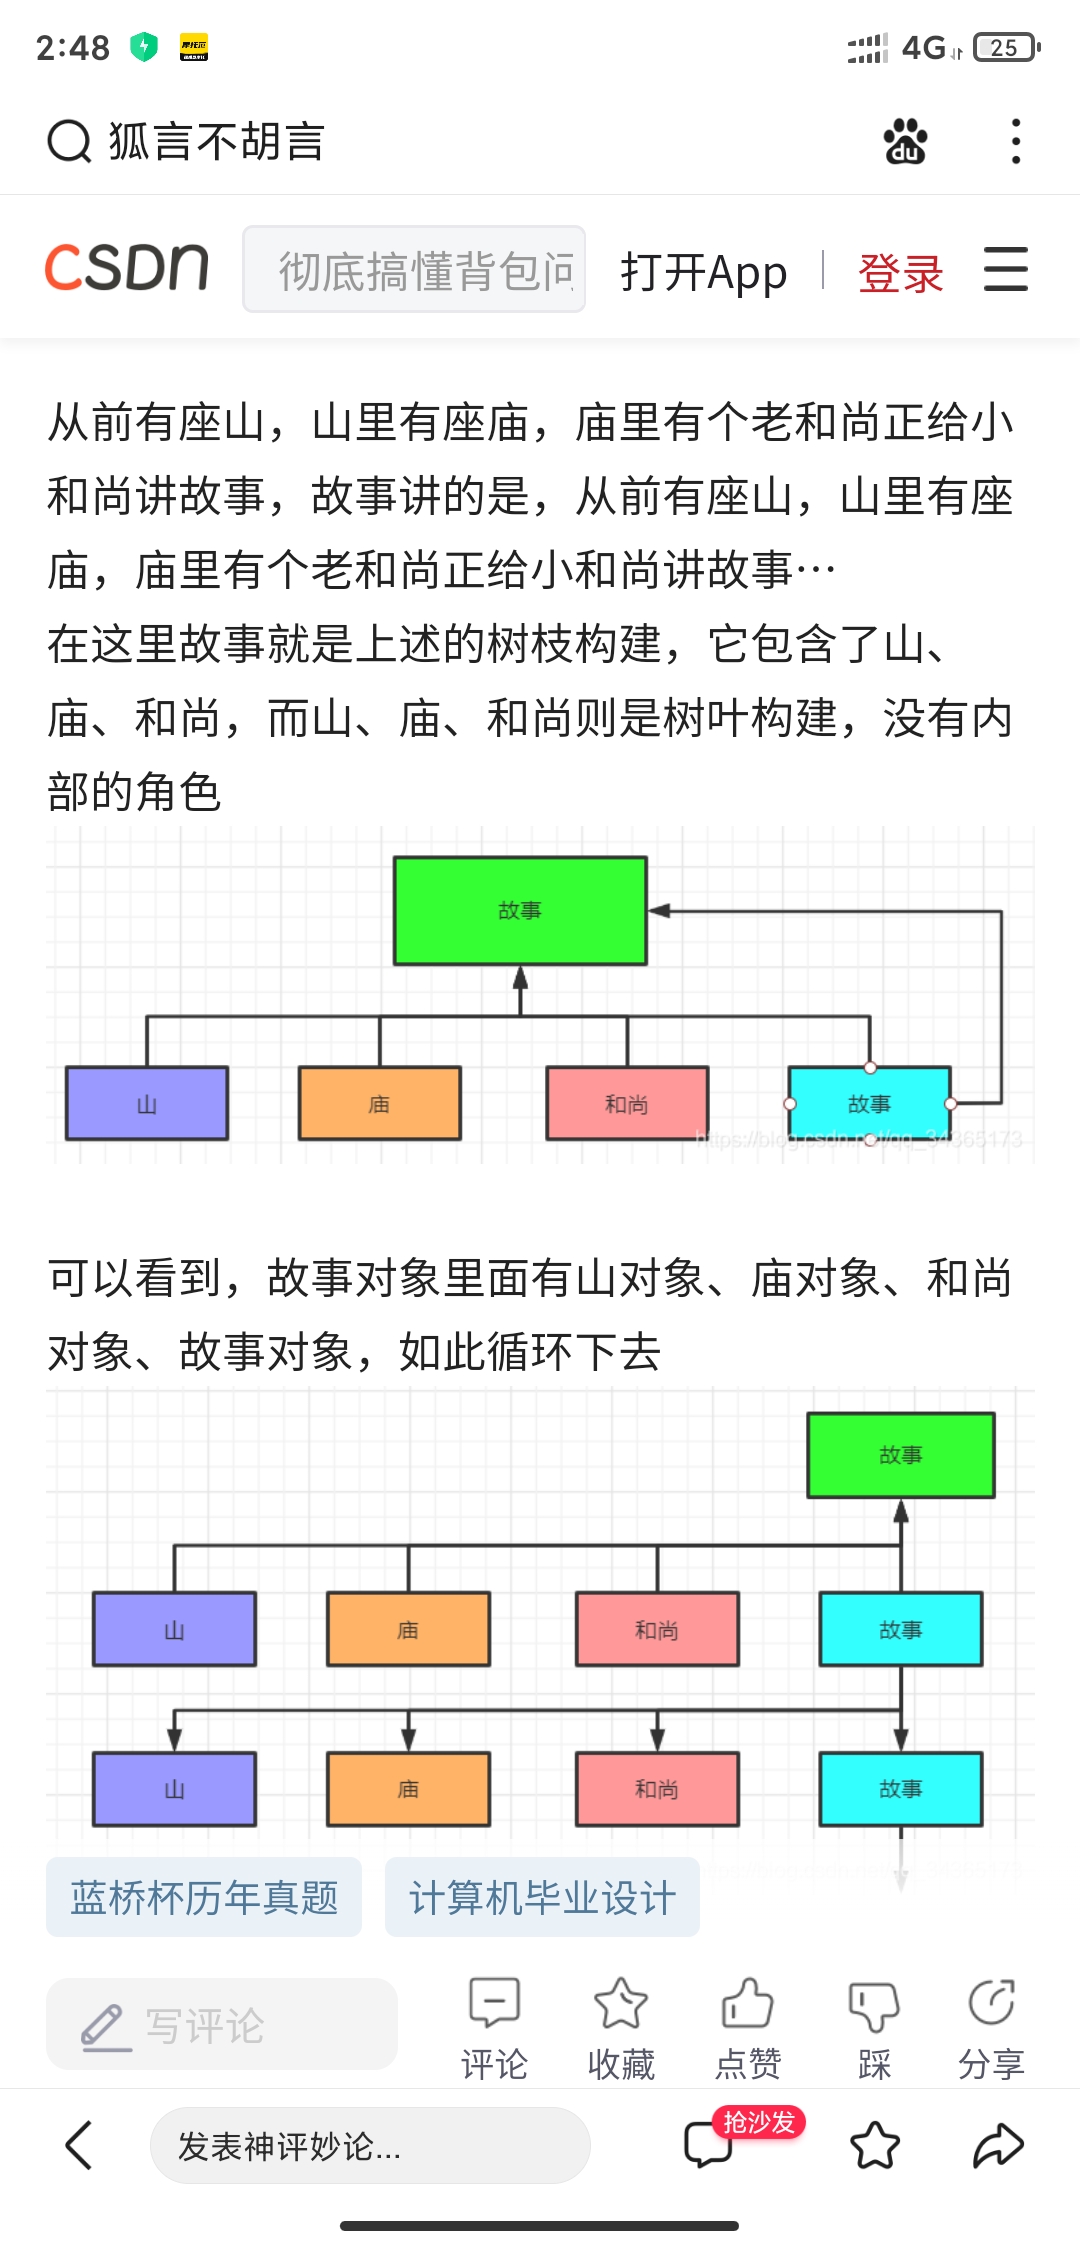 2:48
4G
25
狐言不胡言
du
CSDN
彻底搞懂背包问
打开App
登录
从前有座山，山里有座庙，庙里有个老和尚正给小
和尚讲故事，故事讲的是，从前有座山，山里有座
庙，庙里有个老和尚正给小和尚讲故事…
在这里故事就是上述的树枝构建，它包含了山、
庙、和尚，而山、庙、和尚则是树叶构建，没有内
部的角色
故事
山
庙
和尚
故事
https://blog.csdn.net/qq_34365173
可以看到，故事对象里面有山对象、庙对象、和尚
对象、故事对象，如此循环下去
故事
山
庙
和尚
故事
山
庙
和尚
故事
蓝桥杯历年真题
计算机毕业设计
写评论
评论
收藏
点赞
踩
分享
发表神评妙论...
抢沙发